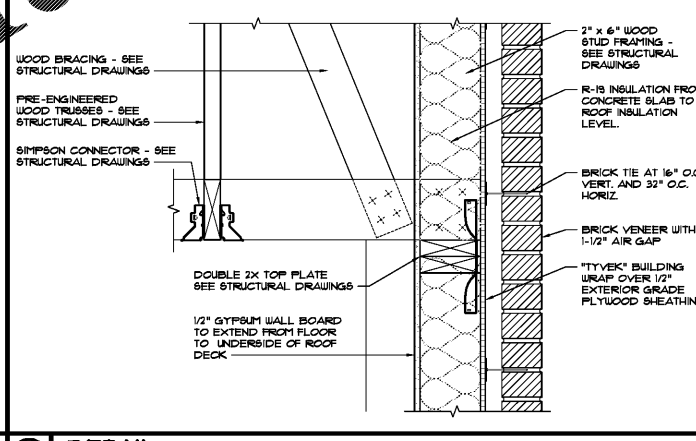 WOOD BRACING - SEE
STRUCTURAL DRAWINGS
PRE-ENGINEERED
WOOD TRUSSES - SEE
STRUCTURAL DRAWINGS
SIMPSON CONNECTOR - SEE
STRUCTURAL DRAWINGS
DOUBLE 2X TOP PLATE
SEE STRUCTURAL DRAWINGS
1/2" GYPSUM WALL BOARD
TO EXTEND FROM FLOOR
TO UNDERSIDE OF ROOF
DECK
2" x 6" WOOD
STUD FRAMING -
SEE STRUCTURAL
DRAWINGS
R-19 INSULATION FRO
CONCRETE SLAB TO
ROOF INSULATION
LEVEL.
BRICK TIE AT 16" O.C
VERT. AND 32" O.C.
HORIZ.
BRICK VENEER WITH
1-1/2" AIR GAP
"TYVEK" BUILDING
WRAP OVER 1/2"
EXTERIOR GRADE
PLYWOOD SHEATHIN